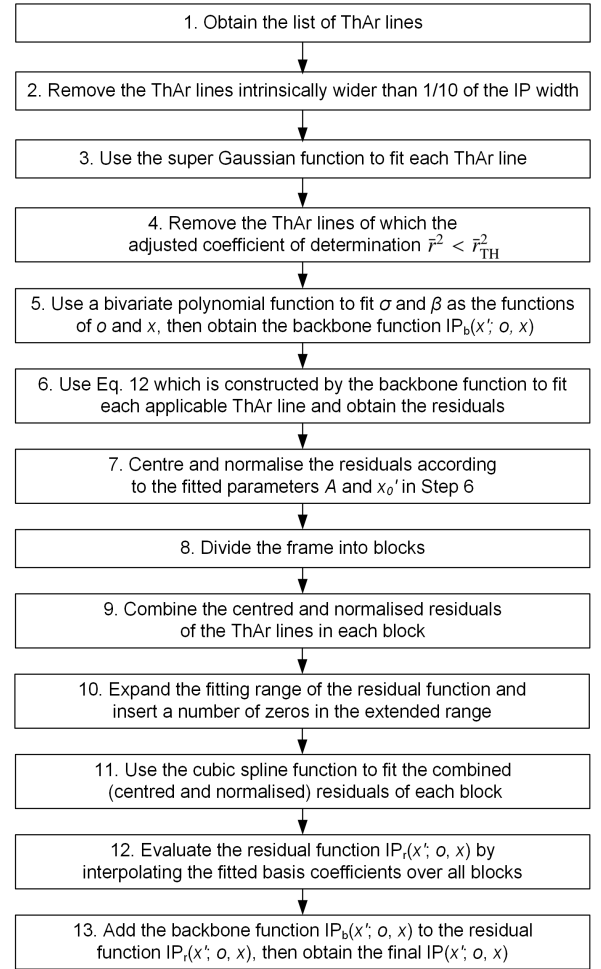 1. Obtain the list of ThAr lines
2. Remove the ThAr lines intrinsically wider than 1/10 of the IP width
3. Use the super Gaussian function to fit each ThAr line
4. Remove the ThAr lines of which the
adjusted coefficient of determination r̄² < r̄²_TH
5. Use a bivariate polynomial function to fit σ and β as the functions
of o and x, then obtain the backbone function IP_b(x'; o, x)
6. Use Eq. 12 which is constructed by the backbone function to fit
each applicable ThAr line and obtain the residuals
7. Centre and normalise the residuals according
to the fitted parameters A and x₀' in Step 6
8. Divide the frame into blocks
9. Combine the centred and normalised residuals
of the ThAr lines in each block
10. Expand the fitting range of the residual function and
insert a number of zeros in the extended range
11. Use the cubic spline function to fit the combined
(centred and normalised) residuals of each block
12. Evaluate the residual function IP_r(x'; o, x) by
interpolating the fitted basis coefficients over all blocks
13. Add the backbone function IP_b(x'; o, x) to the residual
function IP_r(x'; o, x), then obtain the final IP(x'; o, x)